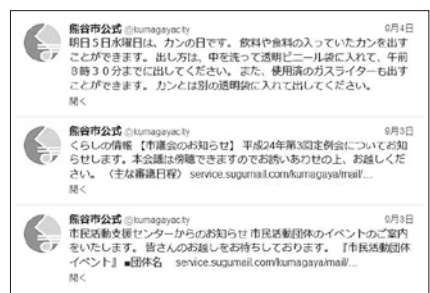 熊谷市公式 @kumagayacity 9月4日
明日5日水曜日は、カンの日です。 飲料や食料の入っていたカンを出す
ことができます。 出し方は、中を洗って透明ビニール袋に入れて、午前
8時30分までに出してください。 また、使用済のガスライターも出す
ことができます。 カンとは別の透明袋に入れて出してください。
開く
熊谷市公式 @kumagayacity 9月3日
くらしの情報 【市議会のお知らせ】 平成24年第3回定例会についてお知
らせします。本会議は傍聴できますのでお誘いあわせの上、お越しくだ
さい。 〈主な審議日程〉 service.sugumail.com/kumagaya/mail/...
開く
熊谷市公式 @kumagayacity 9月3日
市民活動支援センターからのお知らせ 市民活動団体のイベントのご案内
をいたします。 皆さんのお越しをお待ちしております。 『市民活動団体
イベント』 ■団体名 service.sugumail.com/kumagaya/mail/...
開く